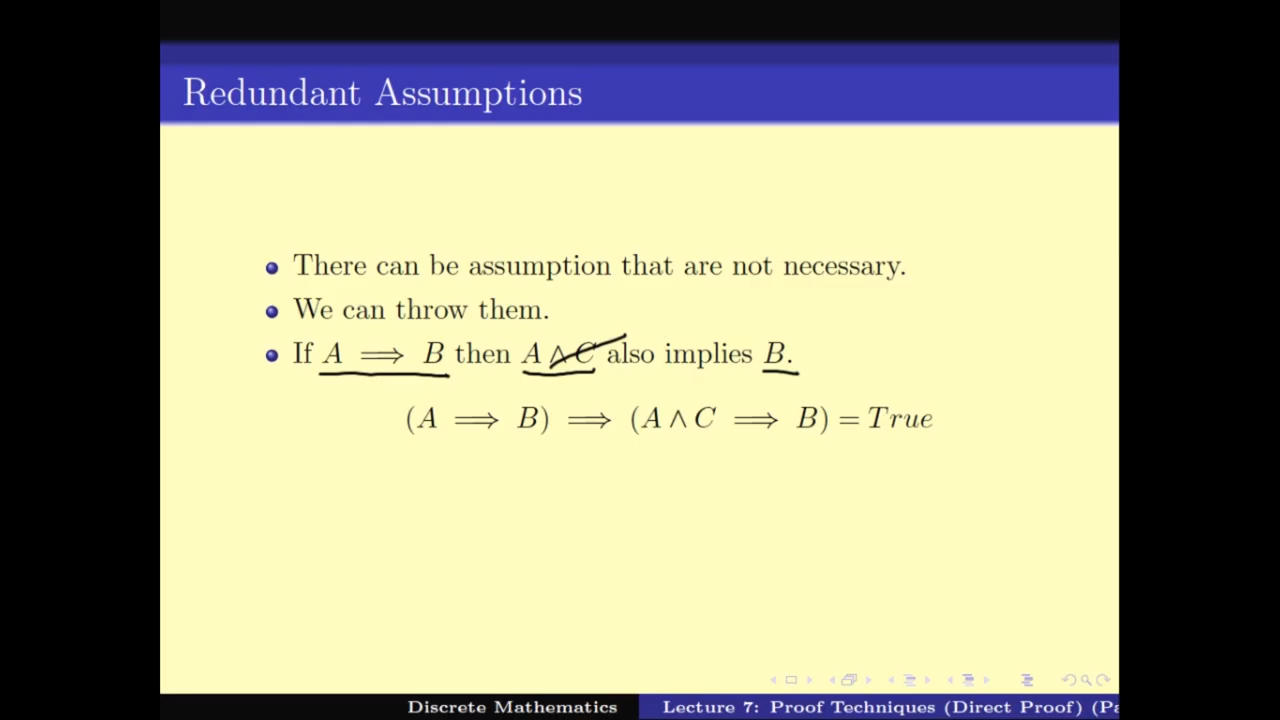 Redundant Assumptions
There can be assumption that are not necessary.
We can throw them.
If A ⟹ B then A ∧ C also implies B.
(A ⟹ B) ⟹ (A ∧ C ⟹ B) = True
Discrete Mathematics
Lecture 7: Proof Techniques (Direct Proof) (Pa